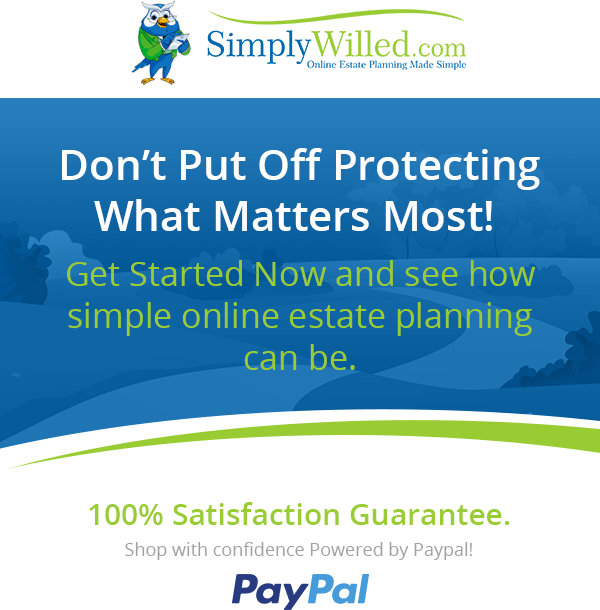 SimplyWilled.com
Online Estate Planning Made Simple
Don’t Put Off Protecting
What Matters Most!
Get Started Now and see how
simple online estate planning
can be.
100% Satisfaction Guarantee.
Shop with confidence Powered by Paypal!
PayPal